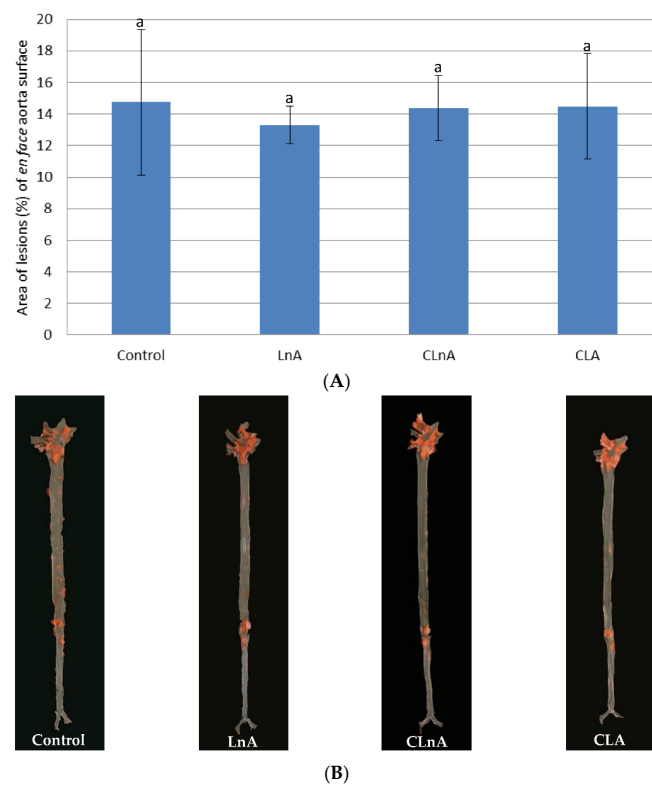 Area of lesions (%) of en face aorta surface
20
18
16
14
12
10
8
6
4
2
0
a
a
a
a
Control
LnA
CLnA
CLA
(A)
Control
LnA
CLnA
CLA
(B)